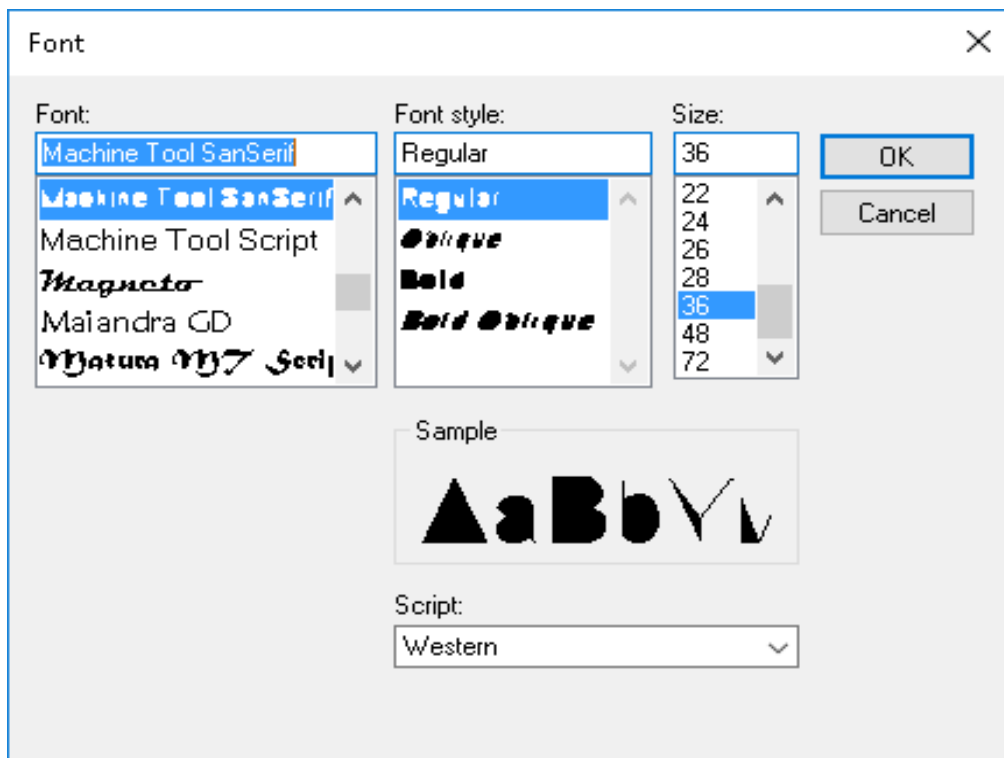 Font
Font:
Machine Tool SanSerif
Machine Tool SanSerif
Machine Tool Script
Magneto
Maiandra GD
Matura MT Scrip
Font style:
Regular
Regular
Oblique
Bold
Bold Oblique
Size:
36
22
24
26
28
36
48
72
OK
Cancel
Sample
AaBbYy
Script:
Western